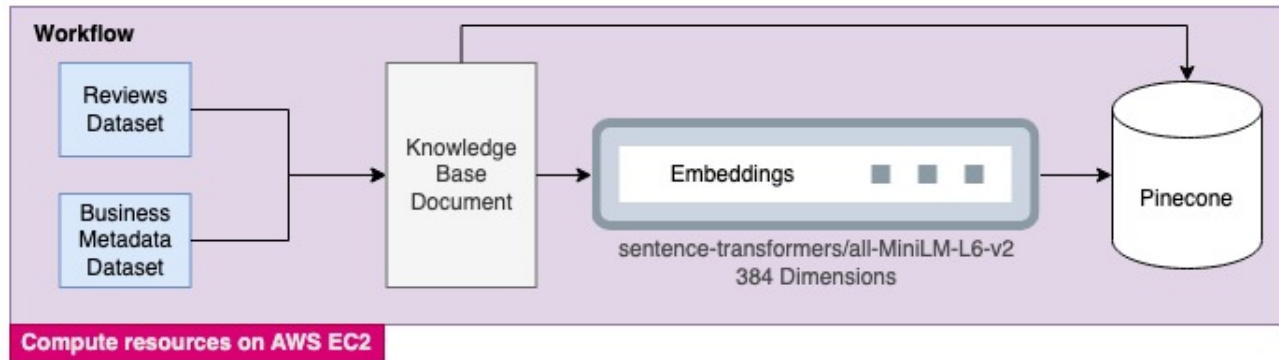 Workflow
Reviews
Dataset
Business
Metadata
Dataset
Knowledge
Base
Document
Embeddings
sentence-transformers/all-MiniLM-L6-v2
384 Dimensions
Pinecone
Compute resources on AWS EC2